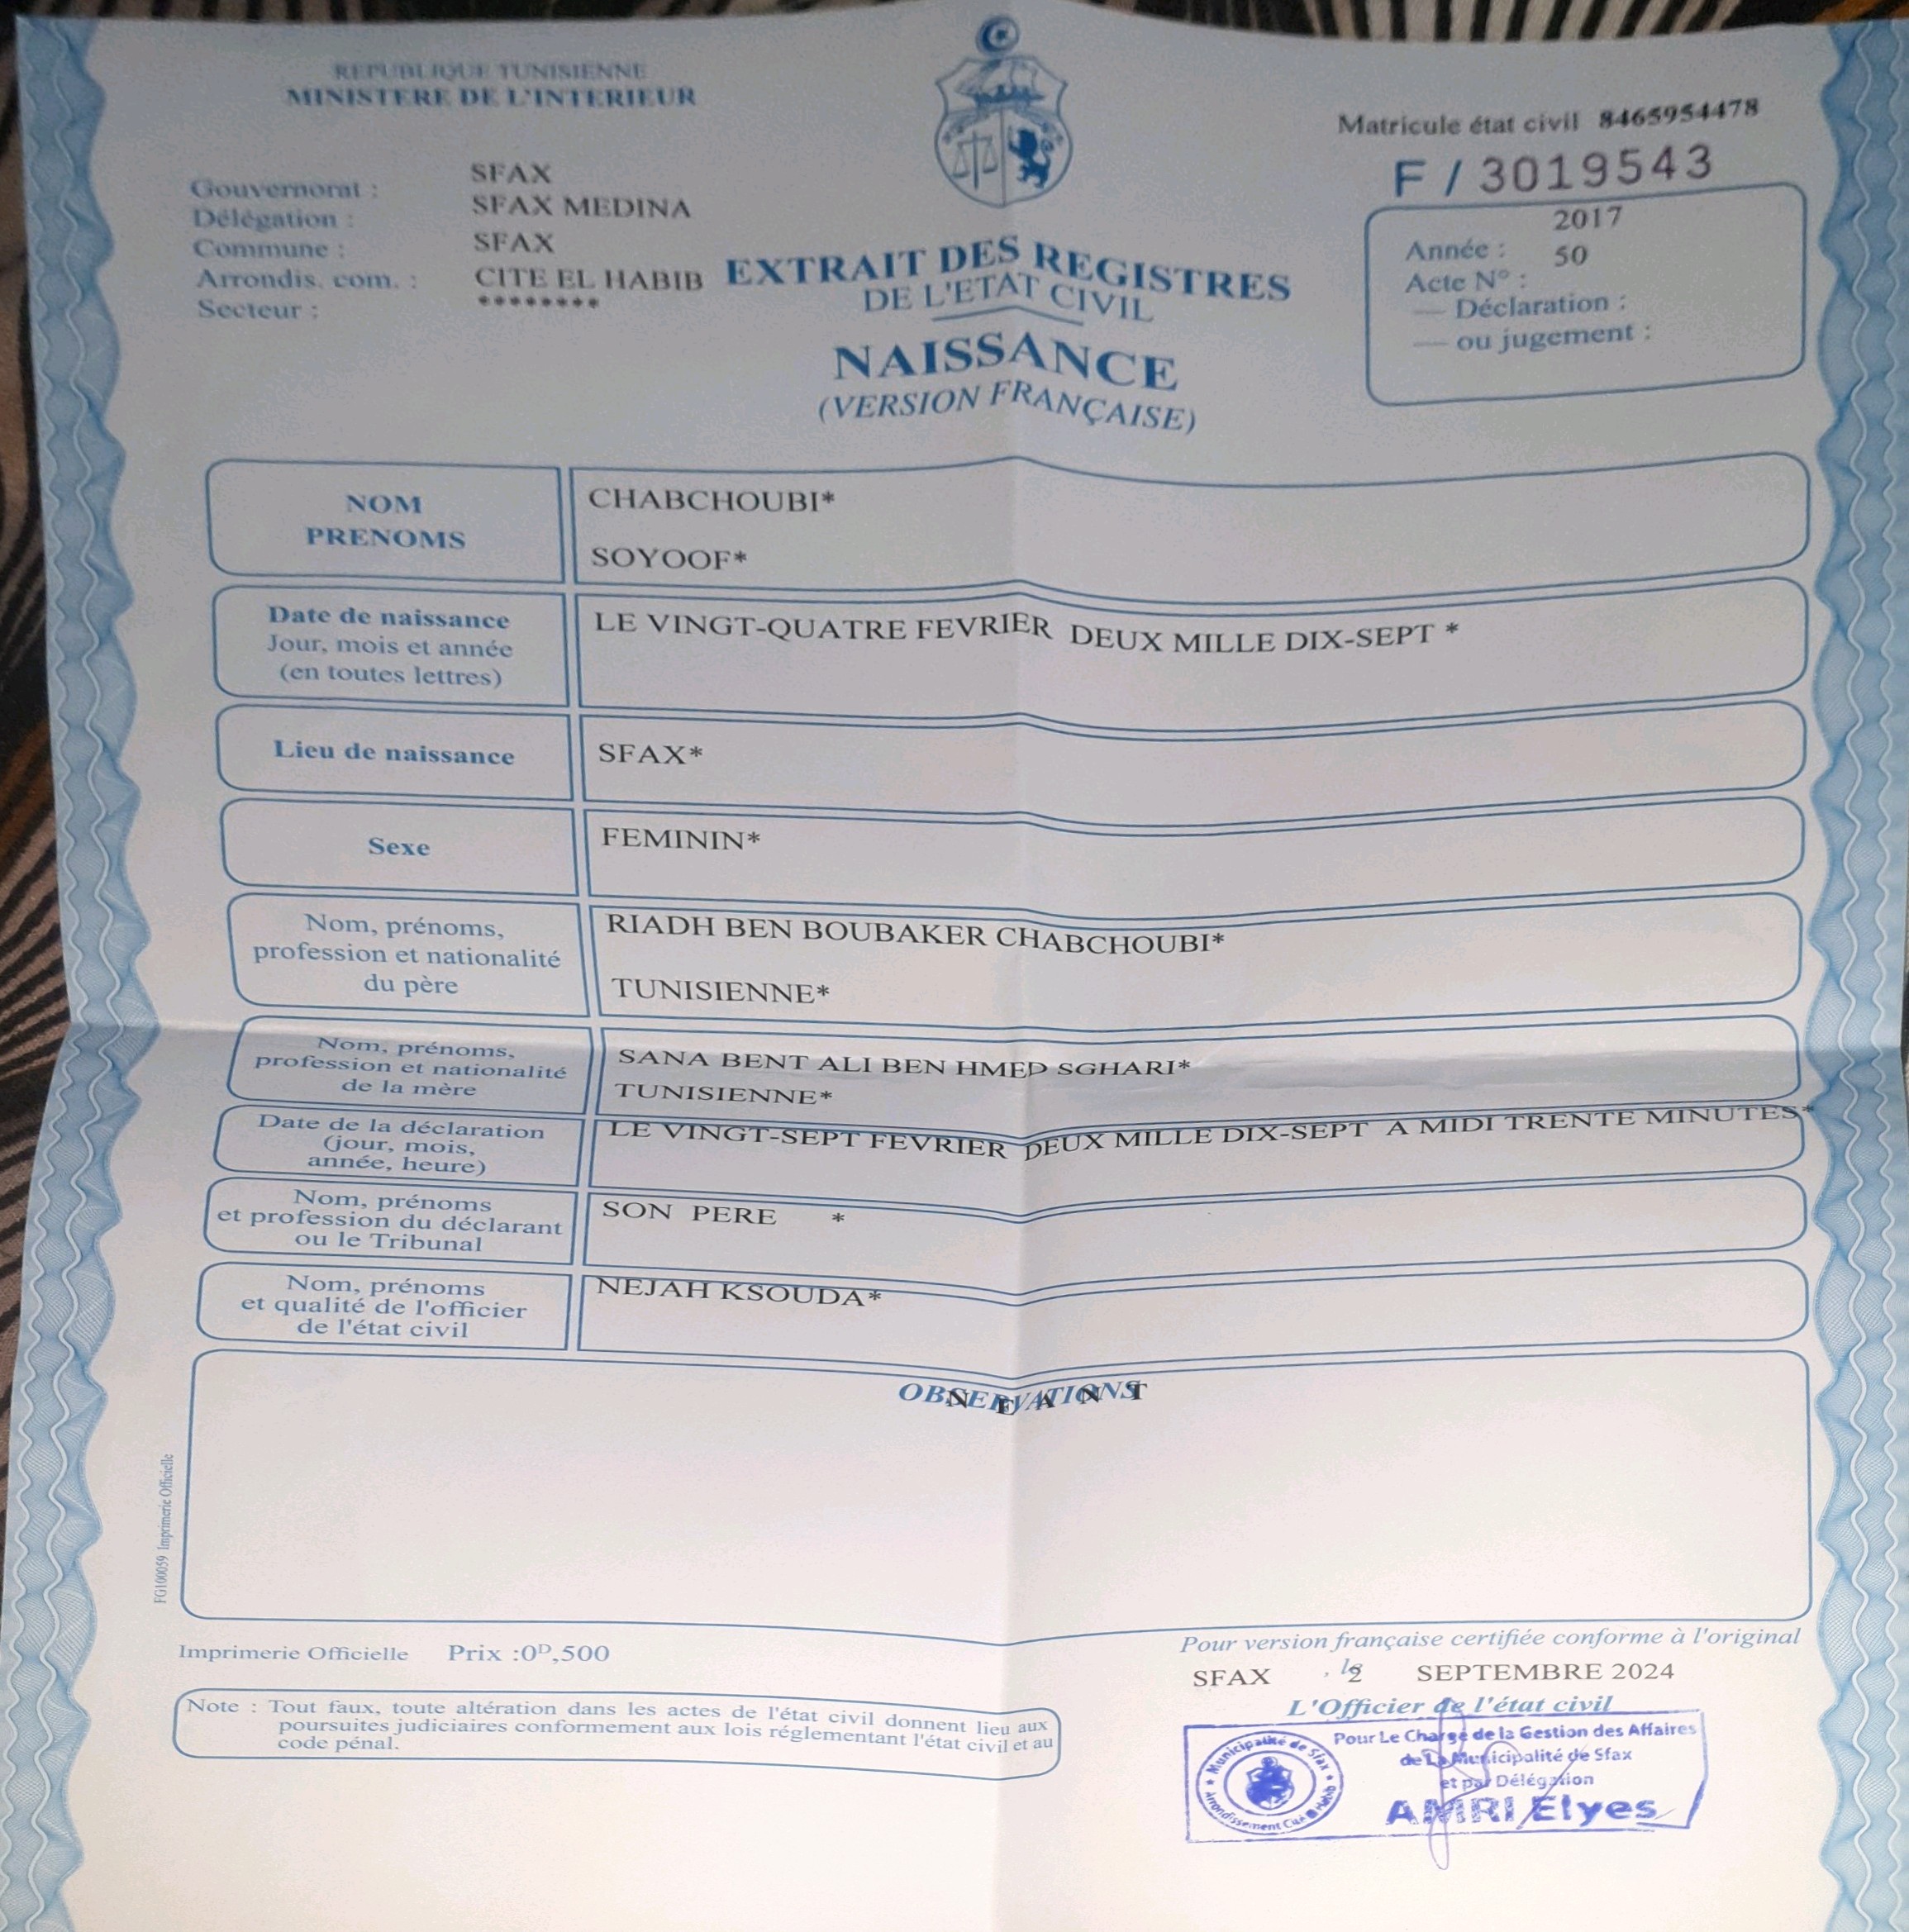 REPUBLIQUE TUNISIENNE
MINISTERE DE L'INTERIEUR
Gouvernorat : SFAX
Délégation : SFAX MEDINA
Commune : SFAX
Arrondis. com. : CITE EL HABIB
Secteur : ********
Matricule état civil 8465954478
F / 3019543
2017
Année : 50
Acte N° :
— Déclaration :
— ou jugement :
EXTRAIT DES REGISTRES
DE L'ETAT CIVIL
NAISSANCE
(VERSION FRANÇAISE)
NOM
PRENOMS
CHABCHOUBI*
SOYOOF*
Date de naissance
Jour, mois et année
(en toutes lettres)
LE VINGT-QUATRE FEVRIER DEUX MILLE DIX-SEPT *
Lieu de naissance
SFAX*
Sexe
FEMININ*
Nom, prénoms,
profession et nationalité
du père
RIADH BEN BOUBAKER CHABCHOUBI*
TUNISIENNE*
Nom, prénoms,
profession et nationalité
de la mère
SANA BENT ALI BEN HMED SGHARI*
TUNISIENNE*
Date de la déclaration
(jour, mois,
année, heure)
LE VINGT-SEPT FEVRIER DEUX MILLE DIX-SEPT A MIDI TRENTE MINUTES*
Nom, prénoms
et profession du déclarant
ou le Tribunal
SON PERE *
Nom, prénoms
et qualité de l'officier
de l'état civil
NEJAH KSOUDA*
OBSERVATIONS
N E A N T
FG100059 Imprimerie Officielle
Imprimerie Officielle Prix :0D,500
Note : Tout faux, toute altération dans les actes de l'état civil donnent lieu aux
poursuites judiciaires conformement aux lois réglementant l'état civil et au
code pénal.
Pour version française certifiée conforme à l'original
SFAX , le 2 SEPTEMBRE 2024
L'Officier de l'état civil
Pour Le Chargé de la Gestion des Affaires
de La Municipalité de Sfax
et par Délégation
AMRI Elyes
Municipalité de Sfax
Arrondissement Cité El Habib